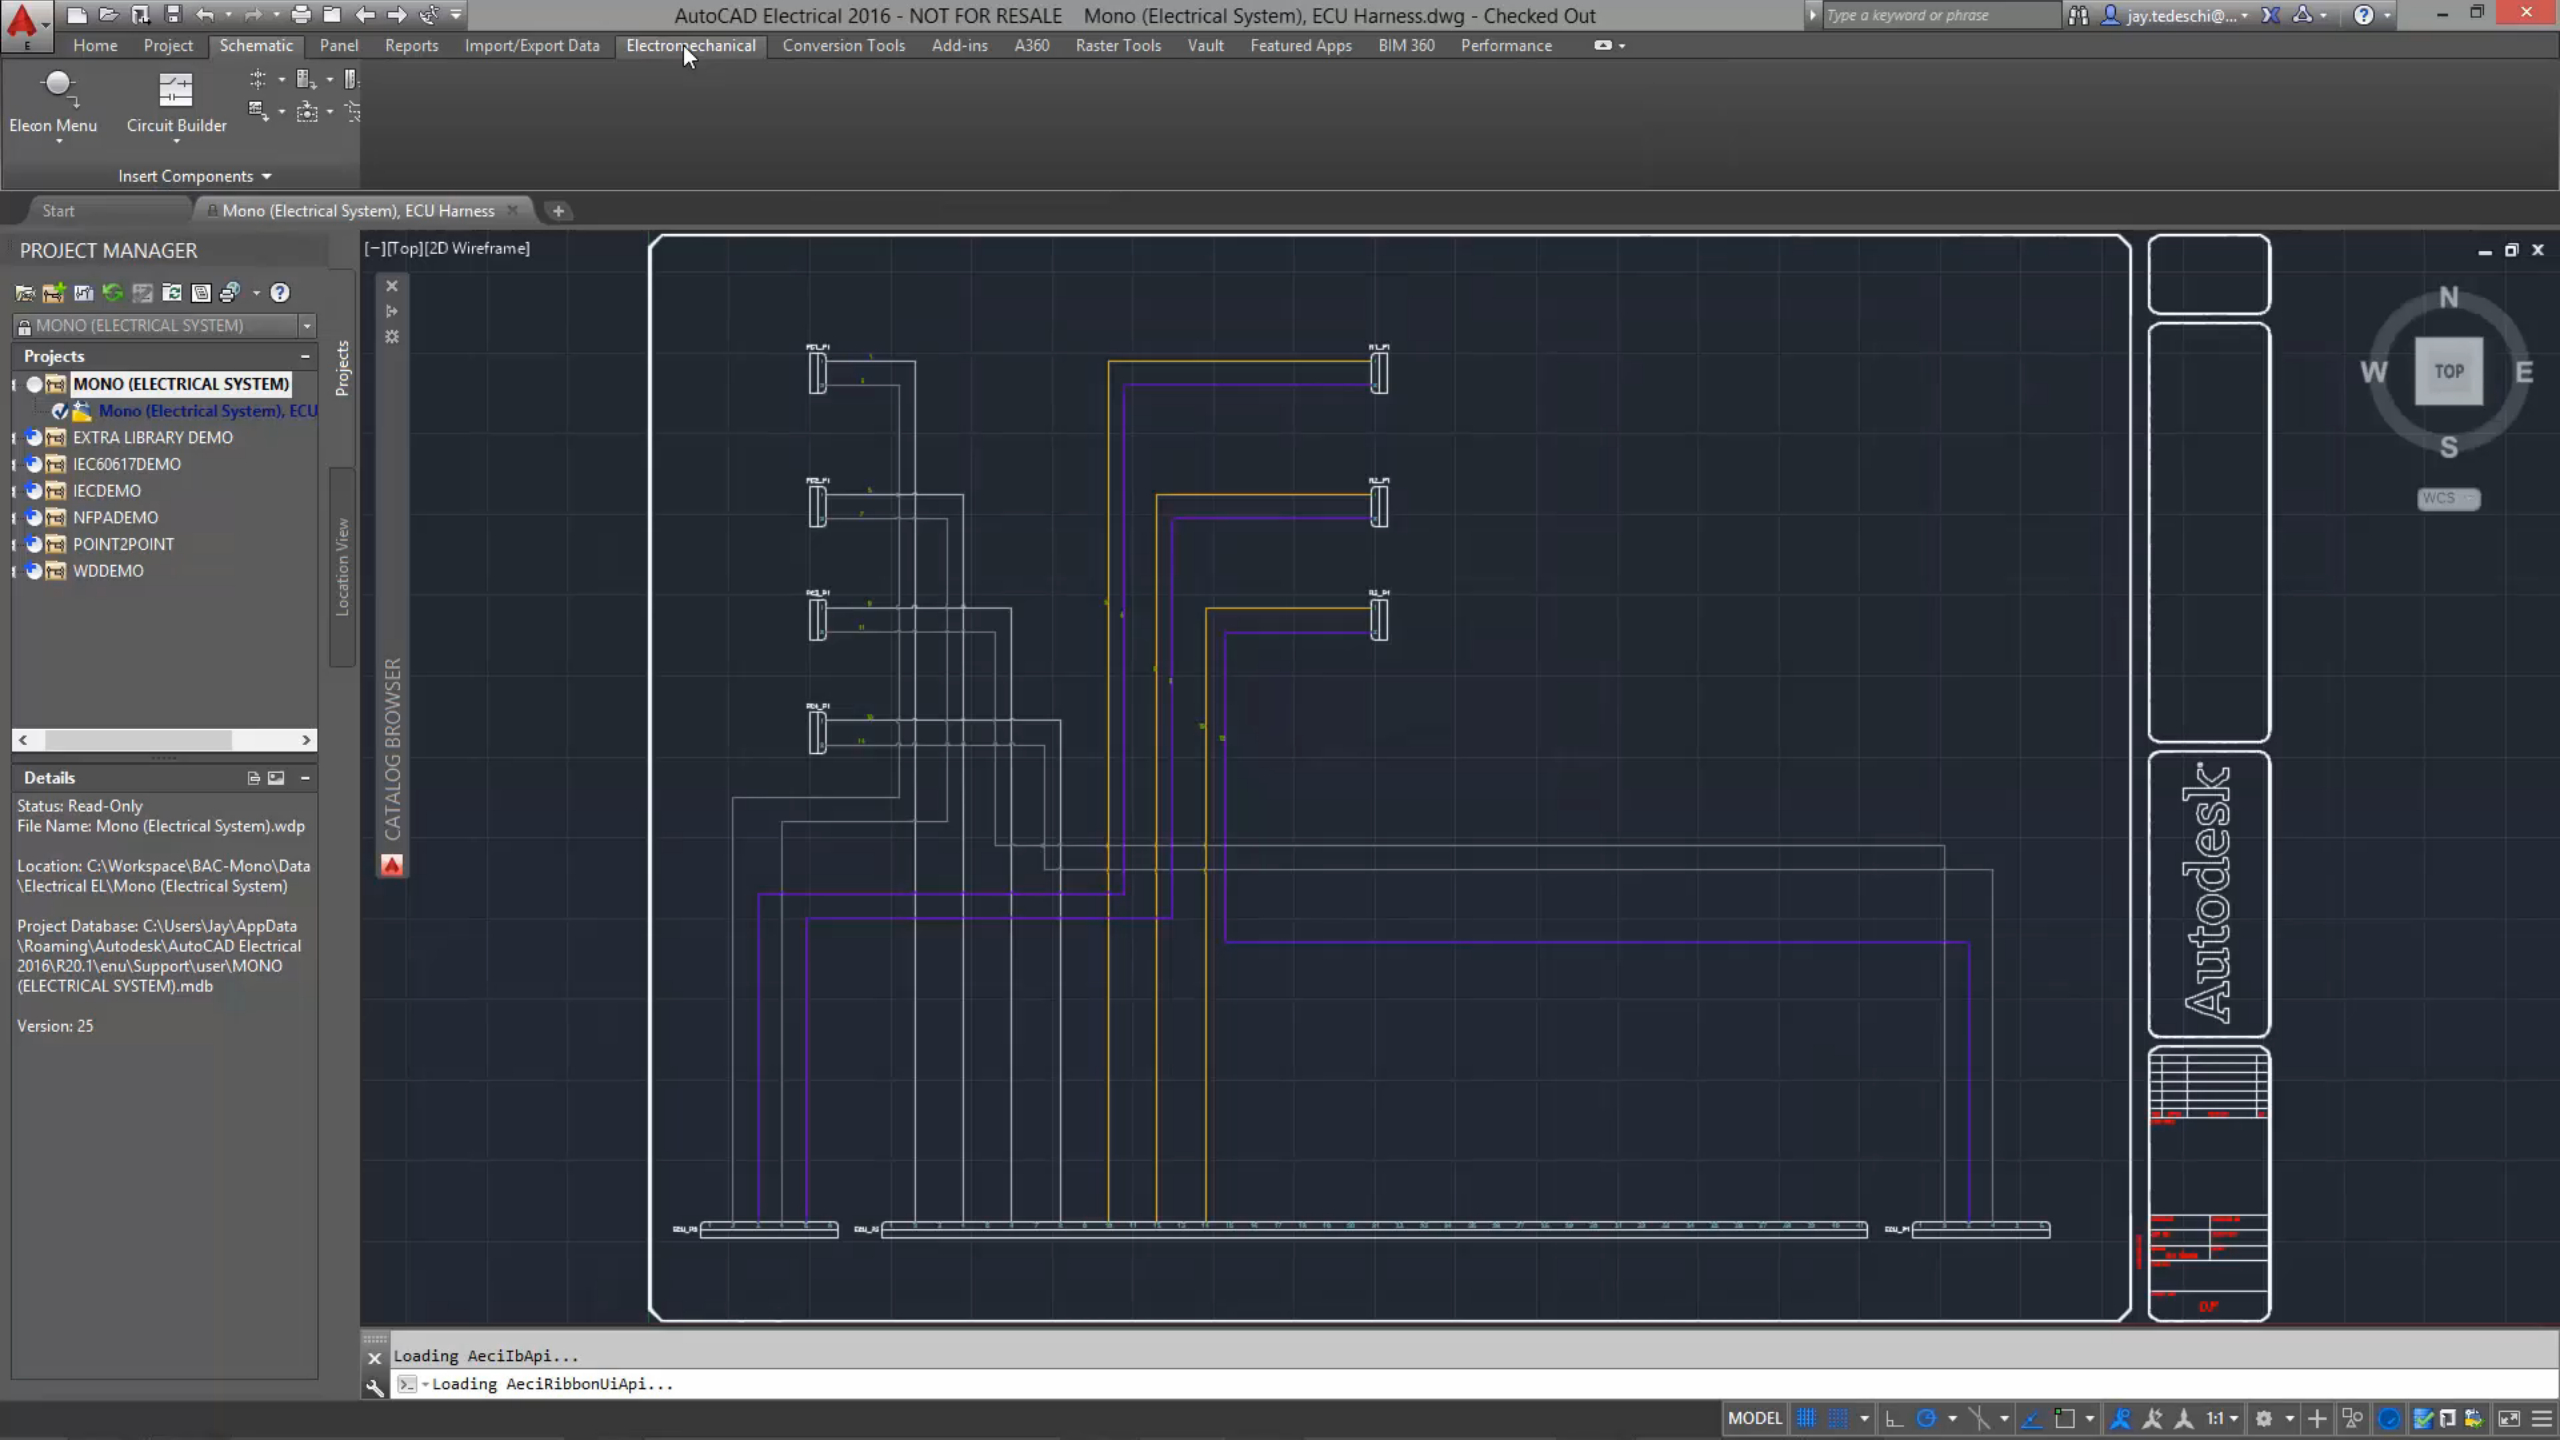 AutoCAD Electrical 2016 - NOT FOR RESALE Mono (Electrical System), ECU Harness.dwg - Checked Out
Type a keyword or phrase
jay.tedeschi@...
E
Home Project Schematic Panel Reports Import/Export Data Electromechanical Conversion Tools Add-ins A360 Raster Tools Vault Featured Apps BIM 360 Performance
Circuit Builder
Insert Components
Start
Mono (Electrical System), ECU Harness
PROJECT MANAGER
MONO (ELECTRICAL SYSTEM)
Projects
MONO (ELECTRICAL SYSTEM)
Mono (Electrical System), ECU
EXTRA LIBRARY DEMO
IEC60617DEMO
IECDEMO
NFPADEMO
POINT2POINT
WDDEMO
Projects
Location View
Details
Status: Read-Only
File Name: Mono (Electrical System).wdp
Location: C:\Workspace\BAC-Mono\Data
\Electrical EL\Mono (Electrical System)
Project Database: C:\Users\Jay\AppData
\Roaming\Autodesk\AutoCAD Electrical
2016\R20.1\enu\Support\user\MONO
(ELECTRICAL SYSTEM).mdb
Version: 25
[−][Top][2D Wireframe]
CATALOG BROWSER
N
W TOP E
S
WCS
Autodesk
Loading AeciIbApi...
Loading AeciRibbonUiApi...
MODEL
1:1